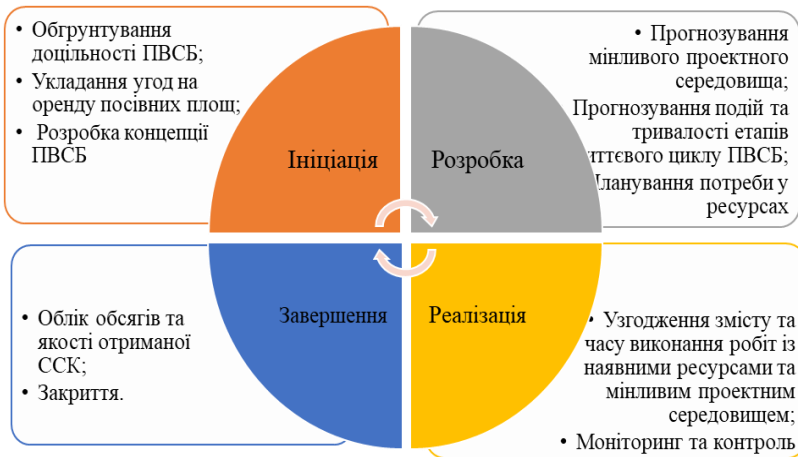 • Обгрунтування
доцільності ПВСБ;
• Укладання угод на
оренду посівних площ;
• Розробка концепції
ПВСБ
Ініціація
Розробка
• Прогнозування
мінливого проектного
середовища;
Прогнозування подій та
тривалості етапів
циклу ПВСБ;
потреби у
ресурсах
• Облік обсягів та
якості отриманої
ССК;
• Закриття.
Завершення
Реалізація
• Узгодження змісту та
часу виконання робіт із
наявними ресурсами та
мінливим проектним
середовищем;
• Моніторинг та контроль